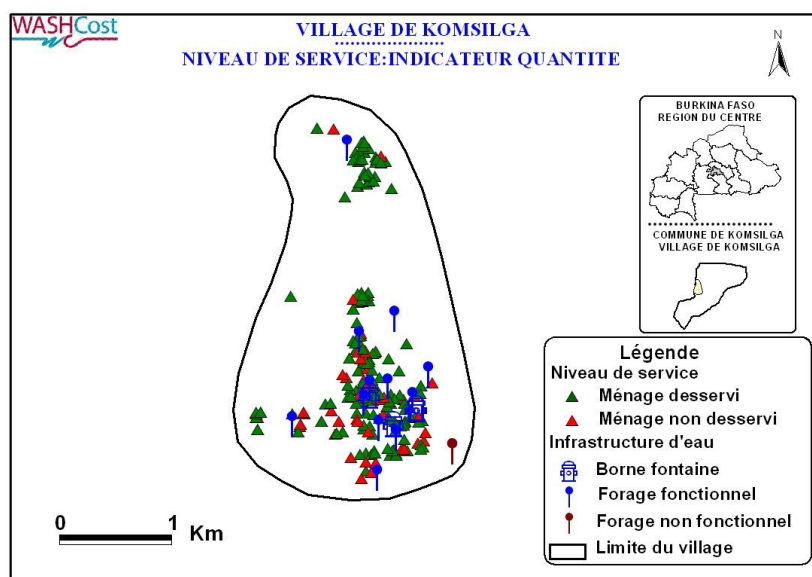 WASHCost
VILLAGE DE KOMSILGA
NIVEAU DE SERVICE:INDICATEUR QUANTITE
N
BURKINA FASO
REGION DU CENTRE
COMMUNE DE KOMSILGA
VILLAGE DE KOMSILGA
Légende
Niveau de service
Ménage desservi
Ménage non desservi
Infrastructure d'eau
Borne fontaine
Forage fonctionnel
Forage non fonctionnel
Limite du village
0 1
Km